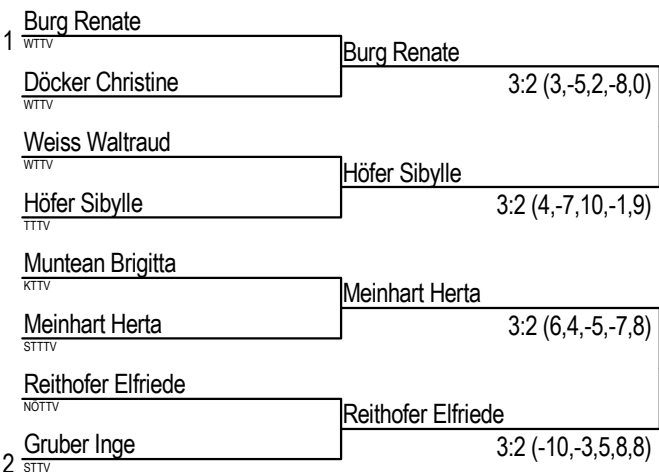 Burg Renate
1 WTTV
Burg Renate
Döcker Christine
3:2 (3,-5,2,-8,0)
WTTV
Weiss Waltraud
WTTV
Höfer Sibylle
Höfer Sibylle
3:2 (4,-7,10,-1,9)
TTTV
Muntean Brigitta
KTTV
Meinhart Herta
Meinhart Herta
3:2 (6,4,-5,-7,8)
STTTV
Reithofer Elfriede
NÖTTV
Reithofer Elfriede
Gruber Inge
3:2 (-10,-3,5,8,8)
2 STTV